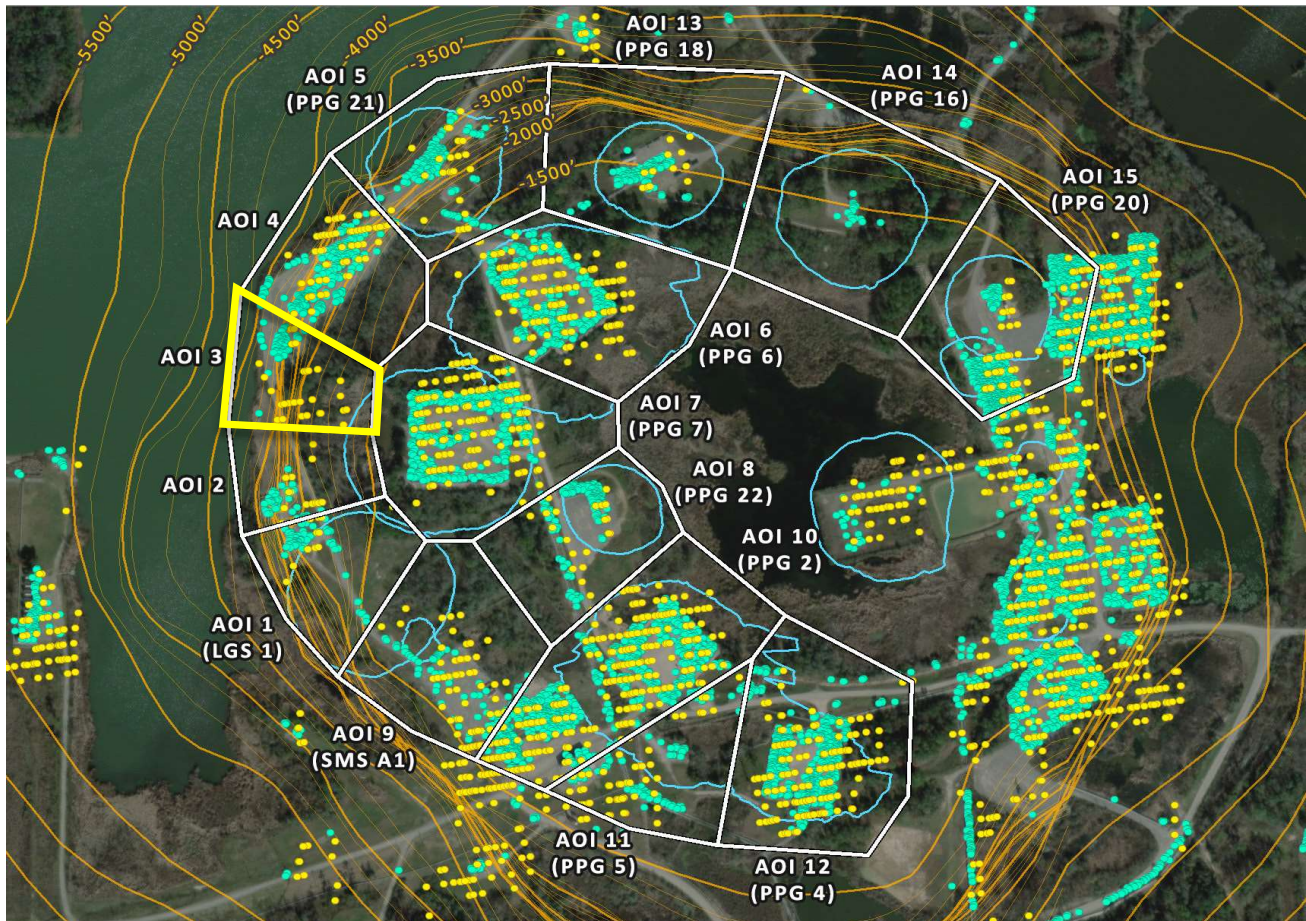 -5500'
-5000'
-4500'
-4000'
-3500'
-3000'
-2500'
-2000'
-1500'
AOI 13
(PPG 18)
AOI 14
(PPG 16)
AOI 5
(PPG 21)
AOI 15
(PPG 20)
AOI 4
AOI 3
AOI 6
(PPG 6)
AOI 7
(PPG 7)
AOI 8
(PPG 22)
AOI 2
AOI 10
(PPG 2)
AOI 1
(LGS 1)
AOI 9
(SMS A1)
AOI 11
(PPG 5)
AOI 12
(PPG 4)